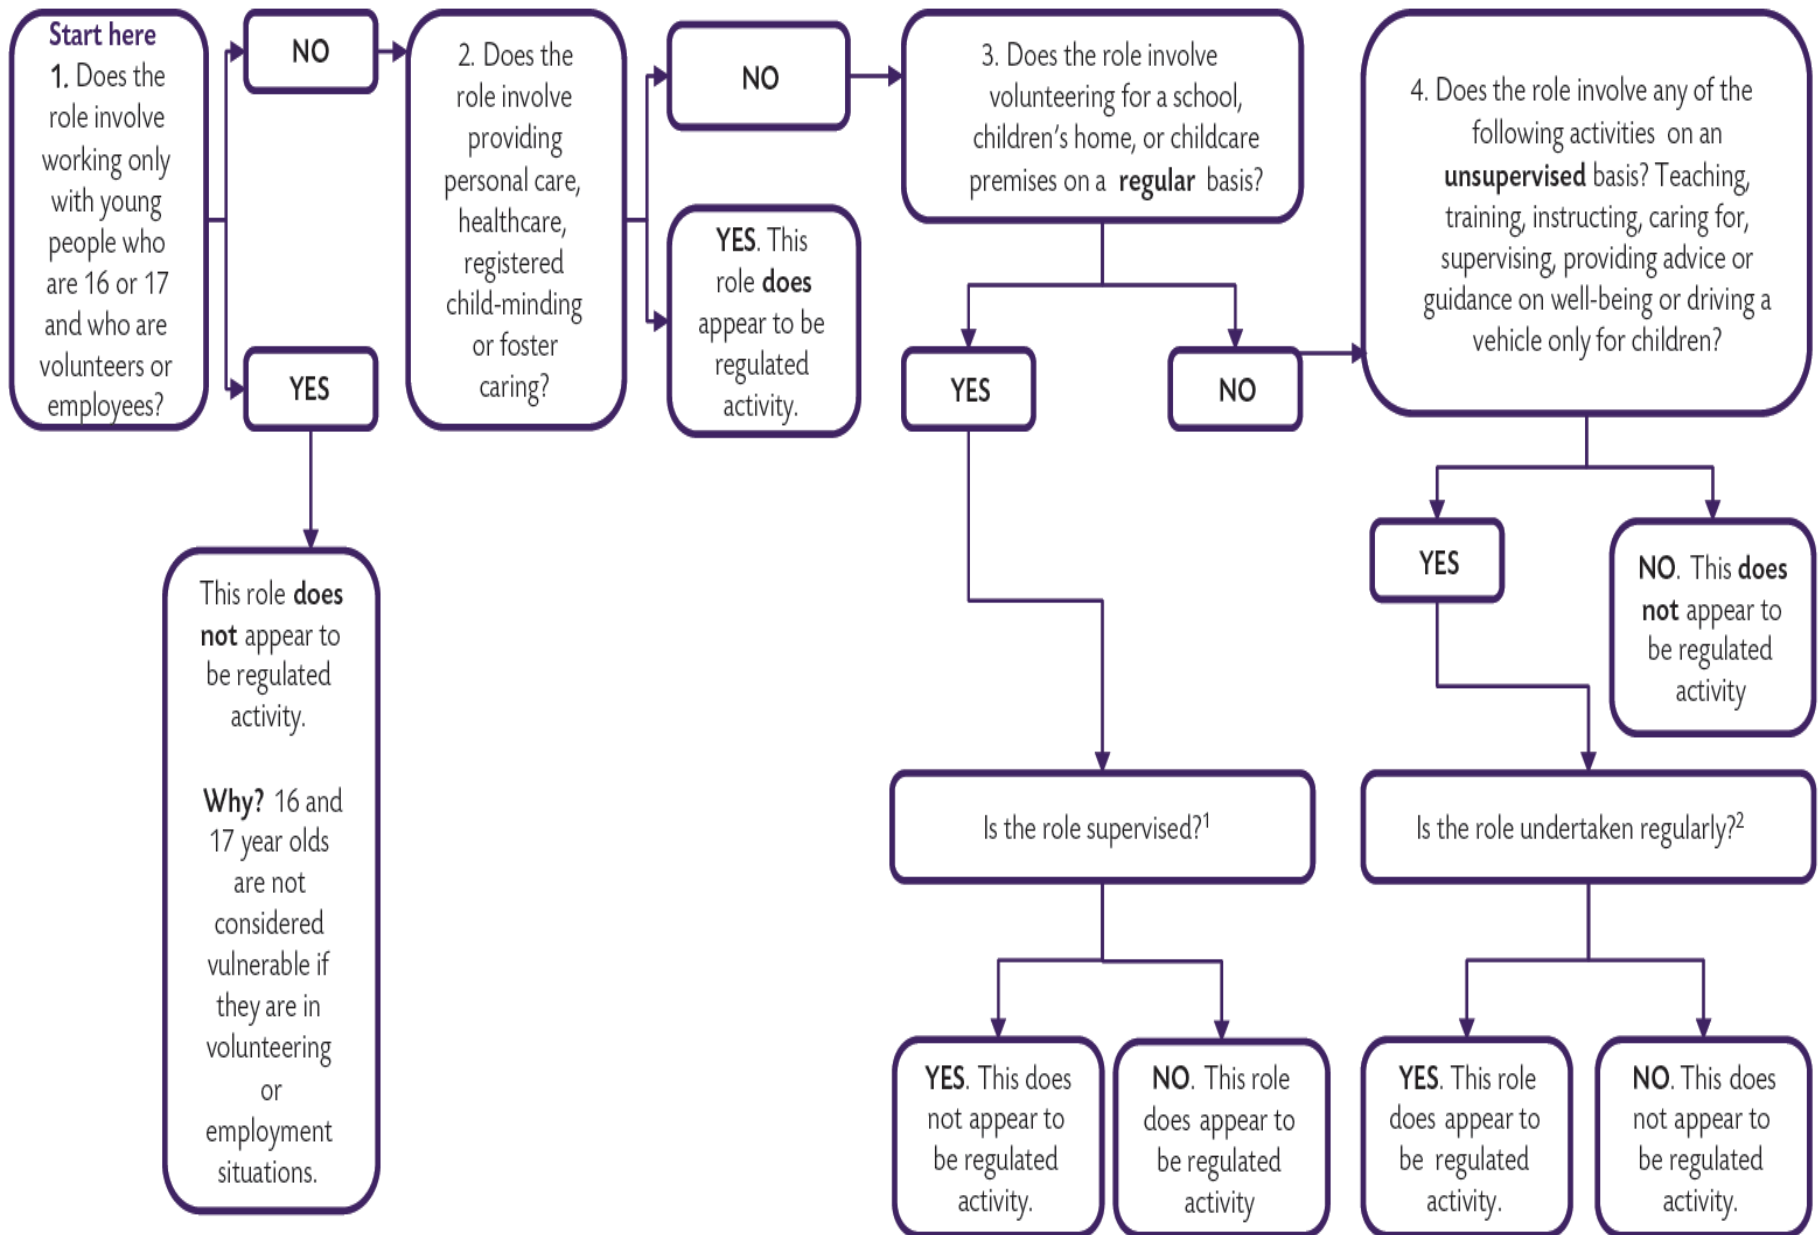 Start here
1. Does the
role involve
working only
with young
people who
are 16 or 17
and who are
volunteers or
employees?
NO
YES
This role does
not appear to
be regulated
activity.
Why? 16 and
17 year olds
are not
considered
vulnerable if
they are in
volunteering
or
employment
situations.
2. Does the
role involve
providing
personal care,
healthcare,
registered
child-minding
or foster
caring?
NO
YES. This
role does
appear to be
regulated
activity.
3. Does the role involve
volunteering for a school,
children's home, or childcare
premises on a regular basis?
YES
NO
Is the role supervised?1
YES. This does
not appear to
be regulated
activity.
NO. This role
does appear to
be regulated
activity
4. Does the role involve any of the
following activities on an
unsupervised basis? Teaching,
training, instructing, caring for,
supervising, providing advice or
guidance on well-being or driving a
vehicle only for children?
YES
NO. This does
not appear to
be regulated
activity
Is the role undertaken regularly?2
YES. This role
does appear to
be regulated
activity.
NO. This does
not appear to
be regulated
activity.